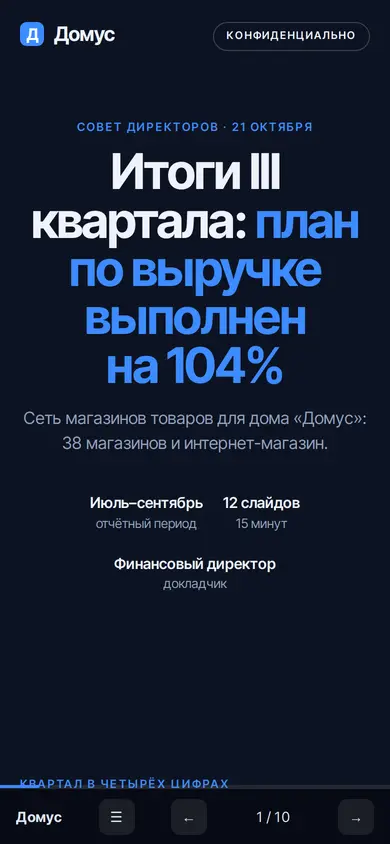 Д Домус
КОНФИДЕНЦИАЛЬНО
СОВЕТ ДИРЕКТОРОВ · 21 ОКТЯБРЯ
Итоги III
квартала: план
по выручке
выполнен
на 104%
Сеть магазинов товаров для дома «Домус»:
38 магазинов и интернет-магазин.
Июль–сентябрь 12 слайдов
отчётный период 15 минут
Финансовый директор
докладчик
КВАРТАЛ В ЧЕТЫРЁХ ЦИФРАХ
Домус ☰ ← 1 / 10 →